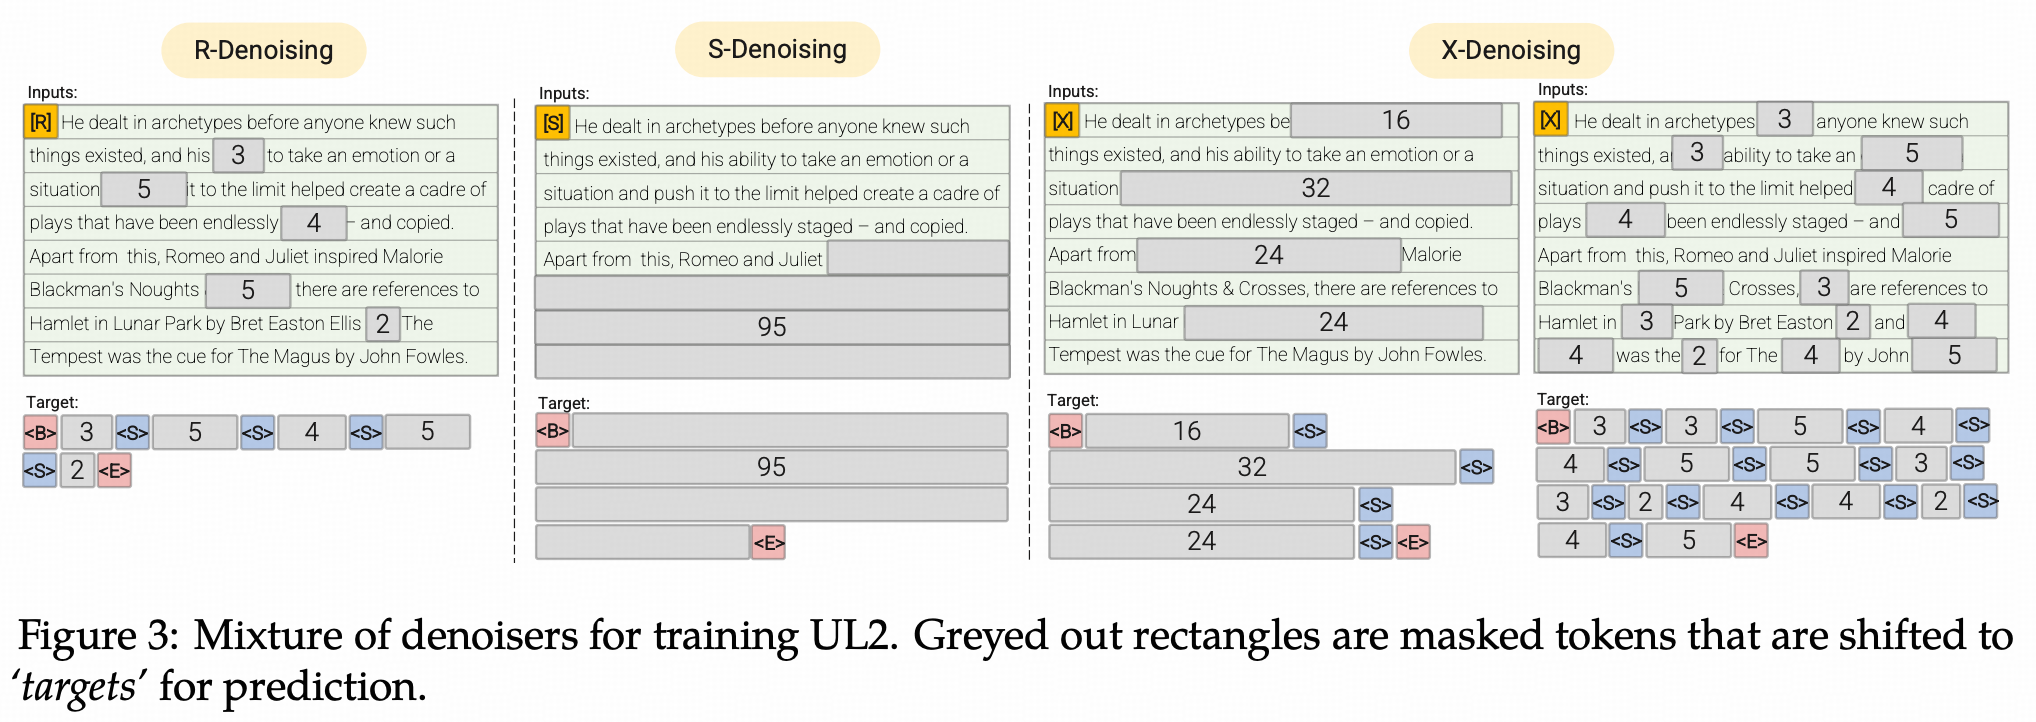 R-Denoising
Inputs:
[R] He dealt in archetypes before anyone knew such
things existed, and his 3 to take an emotion or a
situation 5 it to the limit helped create a cadre of
plays that have been endlessly 4 – and copied.
Apart from this, Romeo and Juliet inspired Malorie
Blackman's Noughts 5 there are references to
Hamlet in Lunar Park by Bret Easton Ellis 2 The
Tempest was the cue for The Magus by John Fowles.
Target:
<B> 3 <S> 5 <S> 4 <S> 5
<S> 2 <E>
S-Denoising
Inputs:
[S] He dealt in archetypes before anyone knew such
things existed, and his ability to take an emotion or a
situation and push it to the limit helped create a cadre of
plays that have been endlessly staged – and copied.
Apart from this, Romeo and Juliet
95
Target:
<B>
95
<E>
X-Denoising
Inputs:
[X] He dealt in archetypes be 16
things existed, and his ability to take an emotion or a
situation 32
plays that have been endlessly staged – and copied.
Apart from 24 Malorie
Blackman's Noughts & Crosses, there are references to
Hamlet in Lunar 24
Tempest was the cue for The Magus by John Fowles.
Target:
<B> 16 <S>
32 <S>
24 <S>
24 <S> <E>
Inputs:
[X] He dealt in archetypes 3 anyone knew such
things existed, a 3 ability to take an 5
situation and push it to the limit helped 4 cadre of
plays 4 been endlessly staged – and 5
Apart from this, Romeo and Juliet inspired Malorie
Blackman's 5 Crosses, 3 are references to
Hamlet in 3 Park by Bret Easton 2 and 4
4 was the 2 for The 4 by John 5
Target:
<B> 3 <S> 3 <S> 5 <S> 4 <S>
4 <S> 5 <S> 5 <S> 3 <S>
3 <S> 2 <S> 4 <S> 4 <S> 2 <S>
4 <S> 5 <E>
Figure 3: Mixture of denoisers for training UL2. Greyed out rectangles are masked tokens that are shifted to
‘targets’ for prediction.